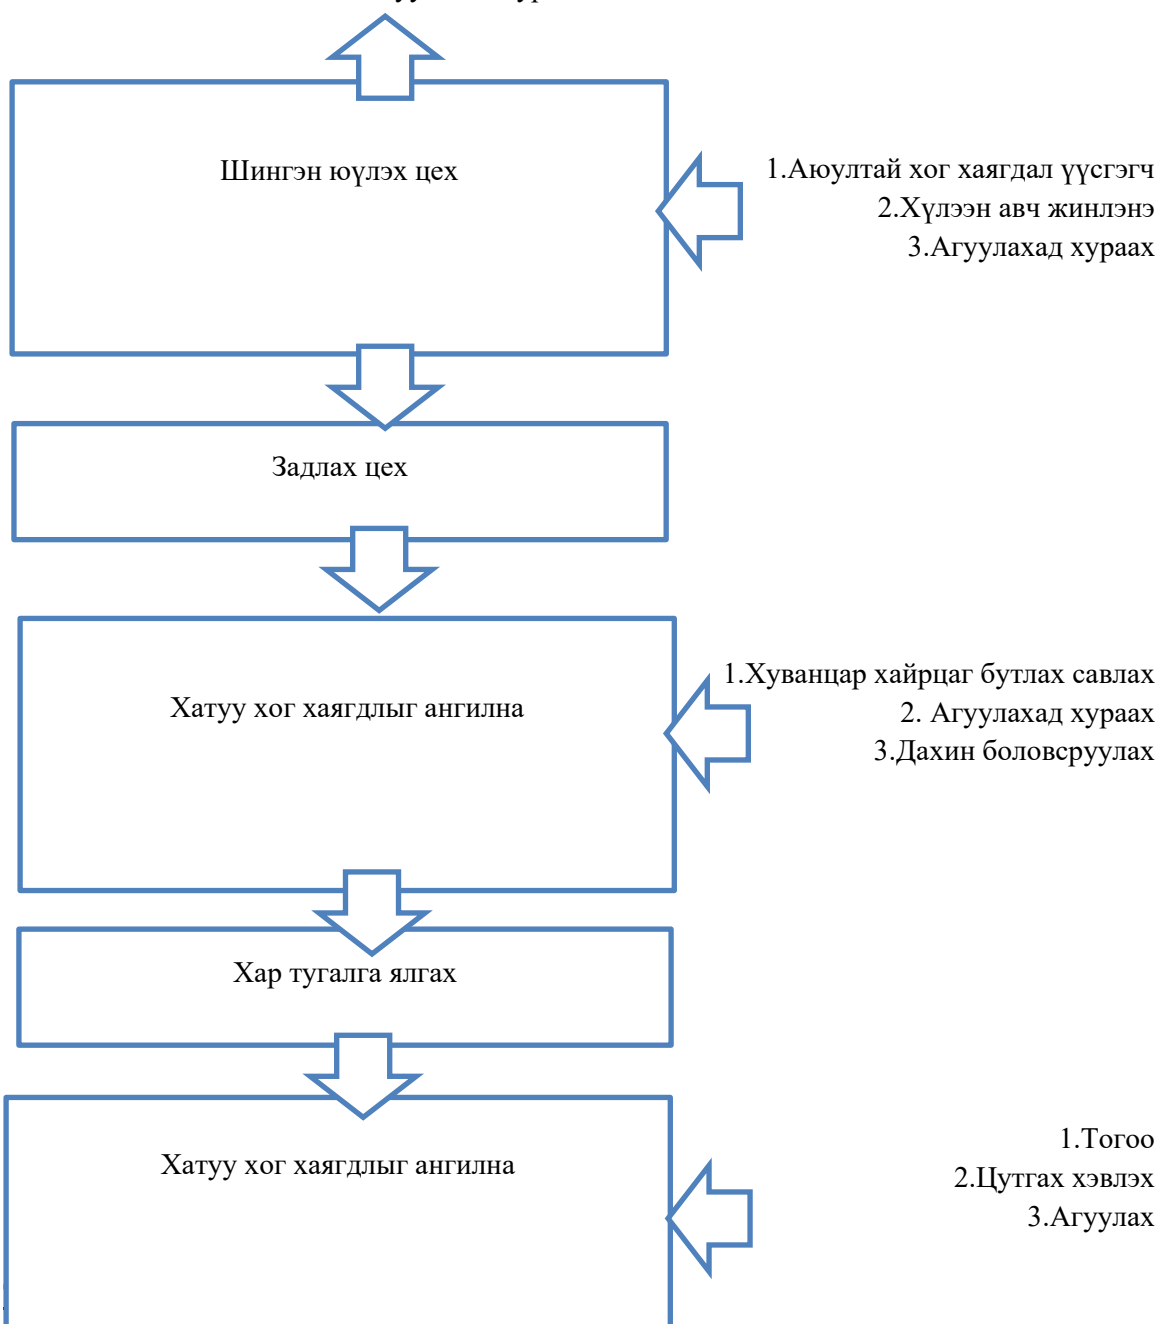 Шингэн юүлэх цех
1.Аюултай хог хаягдал үүсгэгч
2.Хүлээн авч жинлэнэ
3.Агуулахад хураах
Задлах цех
Хатуу хог хаягдлыг ангилна
1.Хуванцар хайрцаг бутлах савлах
2. Агуулахад хураах
3.Дахин боловсруулах
Хар тугалга ялгах
Хатуу хог хаягдлыг ангилна
1.Тогоо
2.Цутгах хэвлэх
3.Агуулах